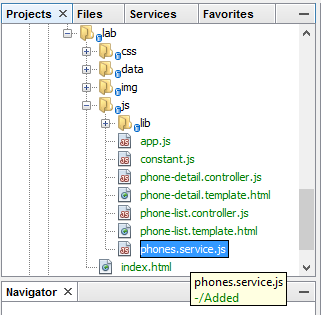 Projects × Files Services Favorites
lab
css
data
img
js
lib
app.js
constant.js
phone-detail.controller.js
phone-detail.template.html
phone-list.controller.js
phone-list.template.html
phones.service.js
index.html
phones.service.js
-/Added
Navigator ×